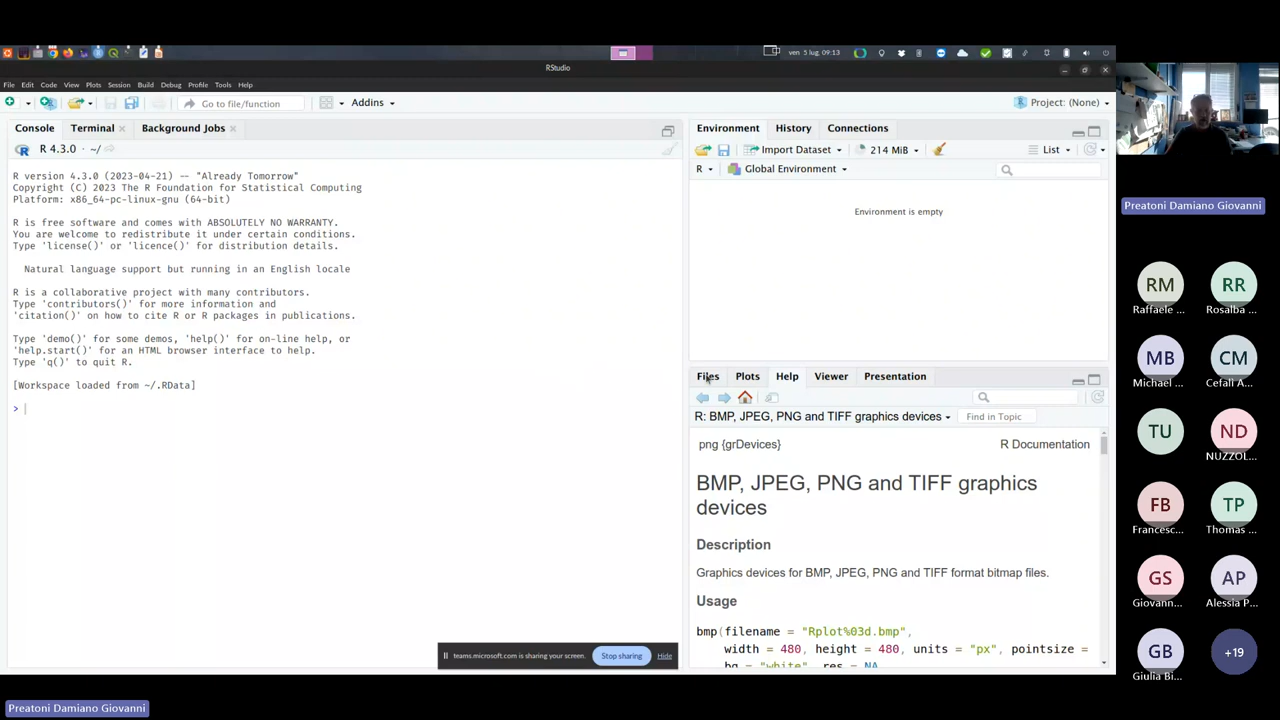 ven 5 lug, 09:13
RStudio
File Edit Code View Plots Session Build Debug Profile Tools Help
Go to file/function
Addins
Project: (None)
Console Terminal Background Jobs
R 4.3.0 · ~/
R version 4.3.0 (2023-04-21) -- "Already Tomorrow"
Copyright (C) 2023 The R Foundation for Statistical Computing
Platform: x86_64-pc-linux-gnu (64-bit)
R is free software and comes with ABSOLUTELY NO WARRANTY.
You are welcome to redistribute it under certain conditions.
Type 'license()' or 'licence()' for distribution details.
Natural language support but running in an English locale
R is a collaborative project with many contributors.
Type 'contributors()' for more information and
'citation()' on how to cite R or R packages in publications.
Type 'demo()' for some demos, 'help()' for on-line help, or
'help.start()' for an HTML browser interface to help.
Type 'q()' to quit R.
[Workspace loaded from ~/.RData]
>
Environment History Connections
Import Dataset 214 MiB List
R Global Environment
Environment is empty
Files Plots Help Viewer Presentation
R: BMP, JPEG, PNG and TIFF graphics devices Find in Topic
png {grDevices} R Documentation
BMP, JPEG, PNG and TIFF graphics
devices
Description
Graphics devices for BMP, JPEG, PNG and TIFF format bitmap files.
Usage
bmp(filename = "Rplot%03d.bmp",
width = 480, height = 480, units = "px", pointsize =
bg = "white", res = NA,
teams.microsoft.com is sharing your screen. Stop sharing Hide
Preatoni Damiano Giovanni
Preatoni Damiano Giovanni
RM RR
Raffaele ... Rosalba ...
MB CM
Michael ... Cefalì A...
TU ND
NUZZOL...
FB TP
Francesc... Thomas ...
GS AP
Giovann... Alessia P...
GB +19
Giulia Bi...